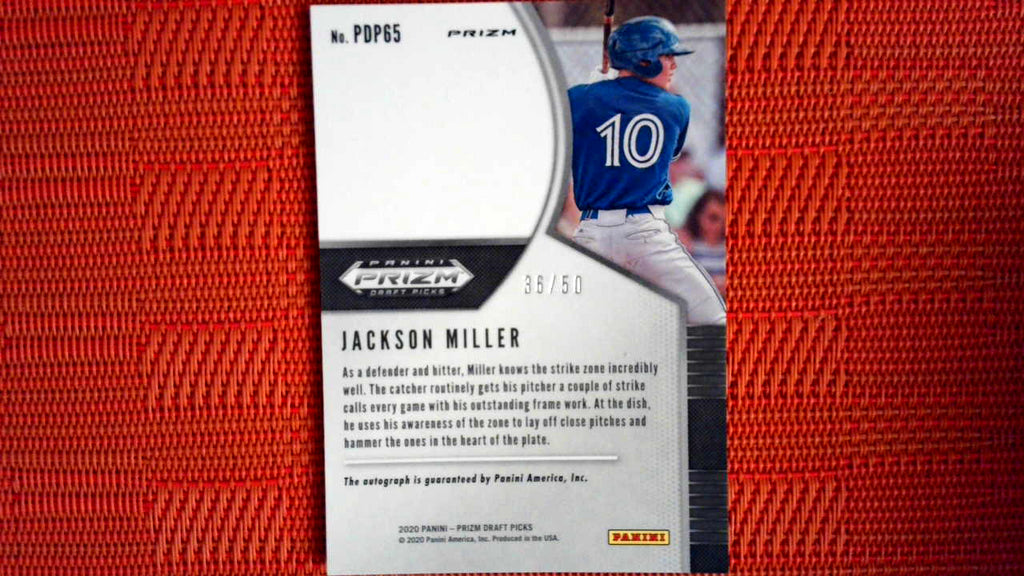 No. PDP65
PRIZM
10
PANINI
PRIZM
DRAFT PICKS
36/50
JACKSON MILLER
As a defender and hitter, Miller knows the strike zone incredibly
well. The catcher routinely gets his pitcher a couple of strike
calls every game with his outstanding frame work. At the dish,
he uses his awareness of the zone to lay off close pitches and
hammer the ones in the heart of the plate.
The autograph is guaranteed by Panini America, Inc.
2020 PANINI – PRIZM DRAFT PICKS
© 2020 Panini America, Inc. Produced in the USA.
PANINI